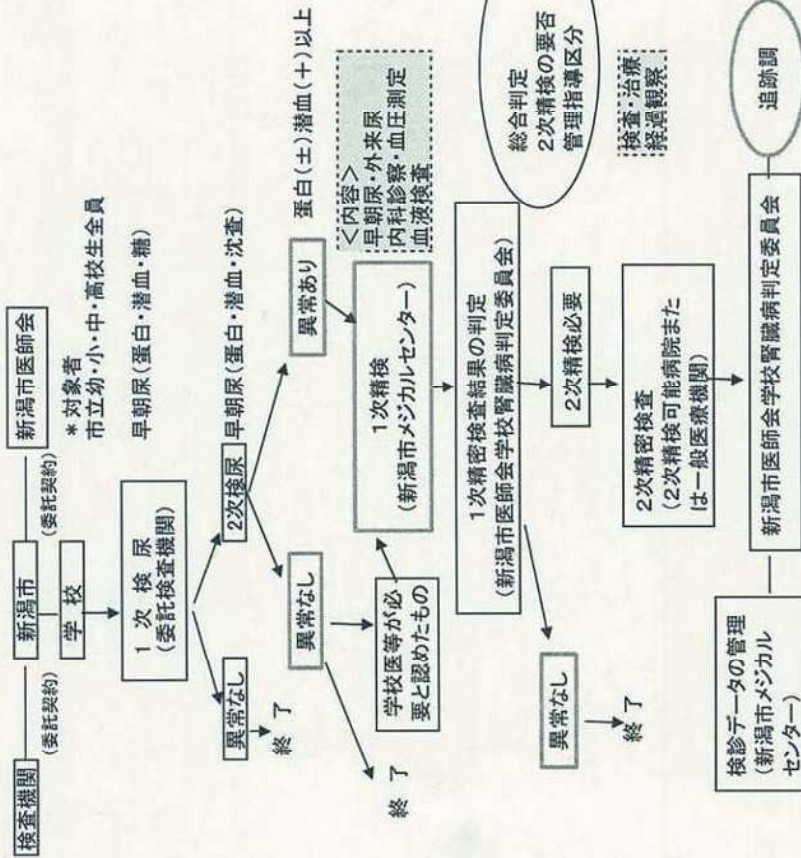 検査機関
新潟市
新潟市医師会
(委託契約)
(委託契約)
学 校
*対象者
市立幼・小・中・高校生全員
1 次 検 尿
(委託検査機関)
早朝尿(蛋白・潜血・糖)
異常なし
終 了
2次検尿
早朝尿(蛋白・潜血・沈査)
異常なし
終 了
異常あり
蛋白(±)潜血(+)以上
学校医等が必
要と認めたもの
1次精検
(新潟市メジカルセンター)
<内容>
早朝尿・外来尿
内科診察・血圧測定
血液検査
1次精密検査結果の判定
(新潟市医師会学校腎臓病判定委員会)
総合判定
2次精検の要否
管理指導区分
異常なし
終 了
2次精検必要
2次精密検査
(2次精検可能病院また
は一般医療機関)
検査・治療
経過観察
検診データの管理
(新潟市メジカル
センター)
新潟市医師会学校腎臓病判定委員会
追跡調